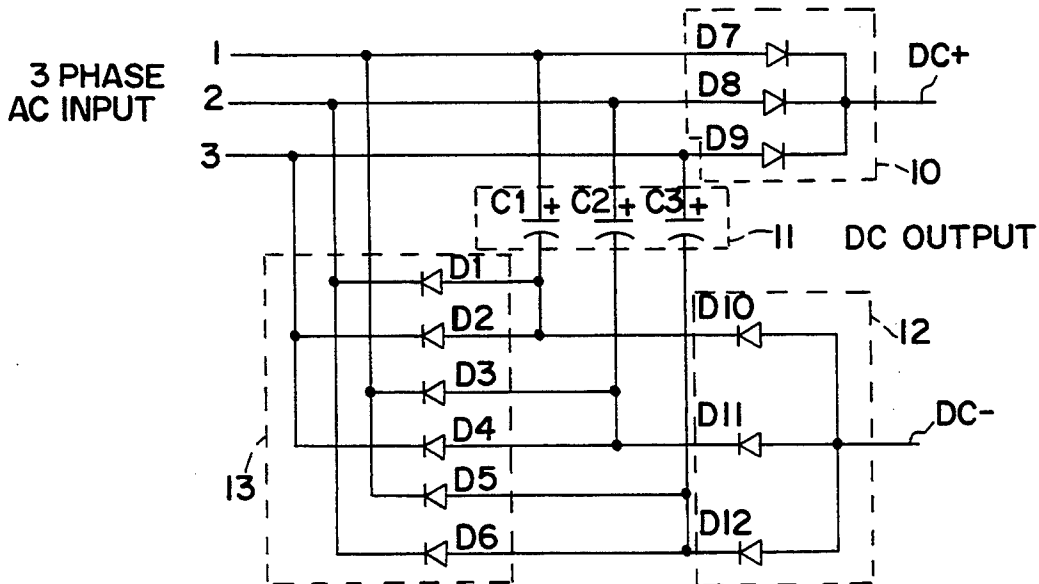 1
D7
DC+
3 PHASE
AC INPUT
2
D8
3
D9
10
C1 + C2 + C3 +
11
DC OUTPUT
D1
D2
D10
12
D3
D4
D11
DC-
13
D5
D6
D12